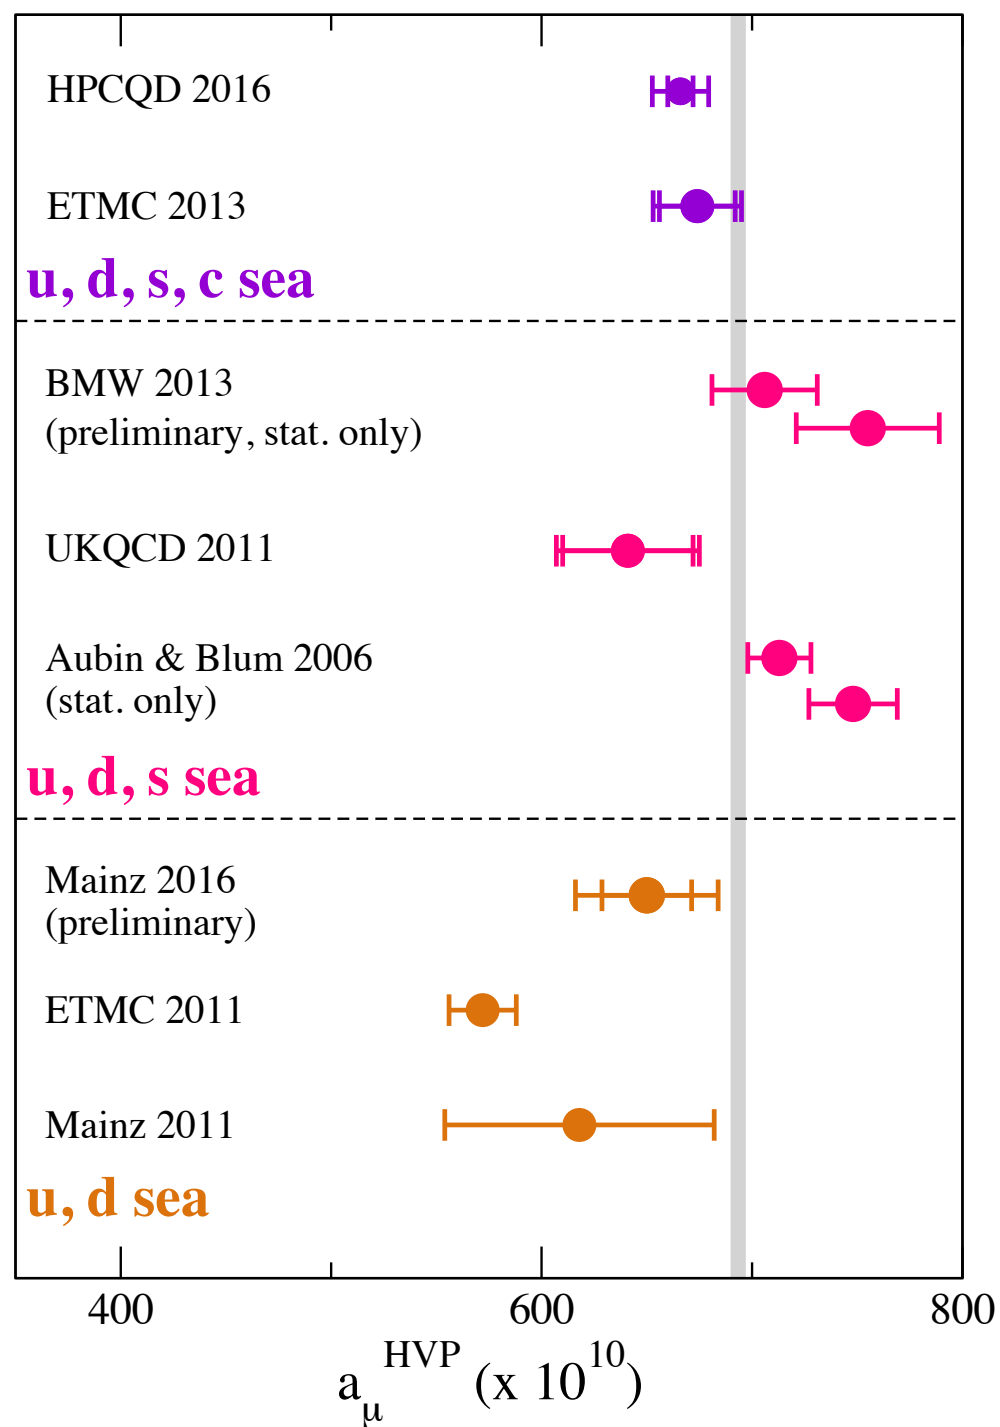 HPCQD 2016
ETMC 2013
u, d, s, c sea
BMW 2013
(preliminary, stat. only)
UKQCD 2011
Aubin & Blum 2006
(stat. only)
u, d, s sea
Mainz 2016
(preliminary)
ETMC 2011
Mainz 2011
u, d sea
400 600 800
a_μ^HVP (x 10^10)